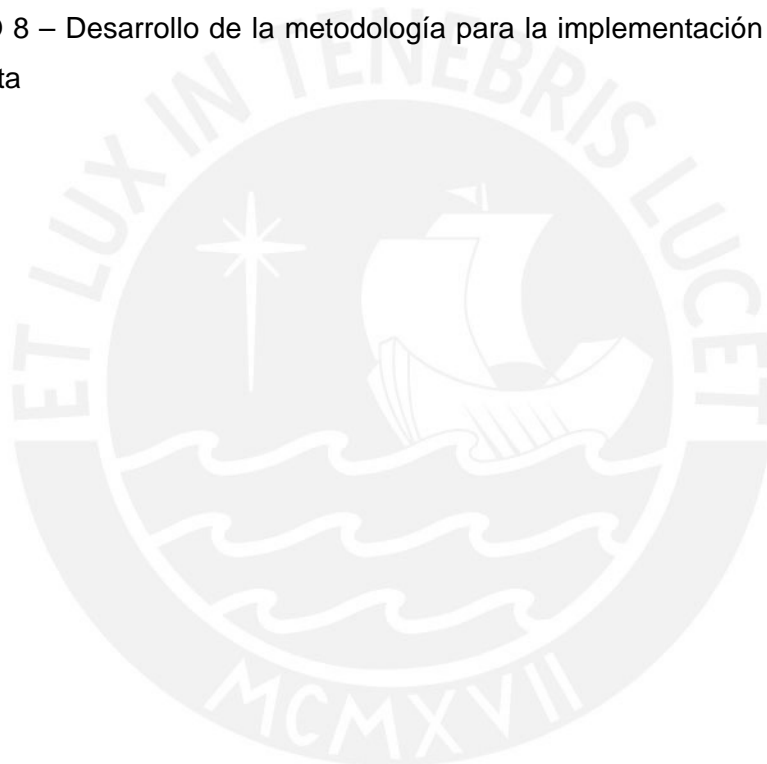 O 8 – Desarrollo de la metodología para la implementación
ta
ET LUX IN TENEBRIS LUCET
MCMXVII